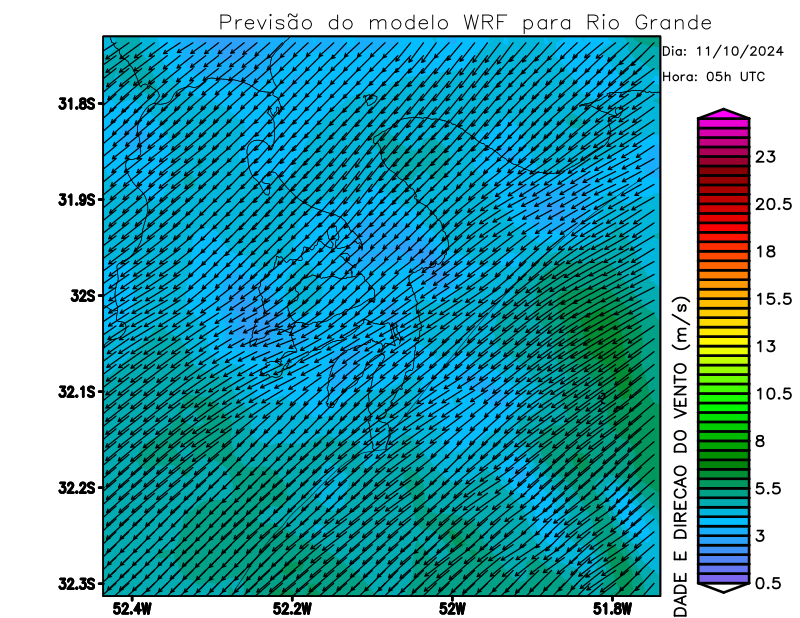 Previsão do modelo WRF para Rio Grande
Dia: 11/10/2024
Hora: 05h UTC
31.8S
31.9S
32S
32.1S
32.2S
32.3S
52.4W
52.2W
52W
51.8W
23
20.5
18
15.5
13
10.5
8
5.5
3
0.5
DADE E DIRECAO DO VENTO (m/s)